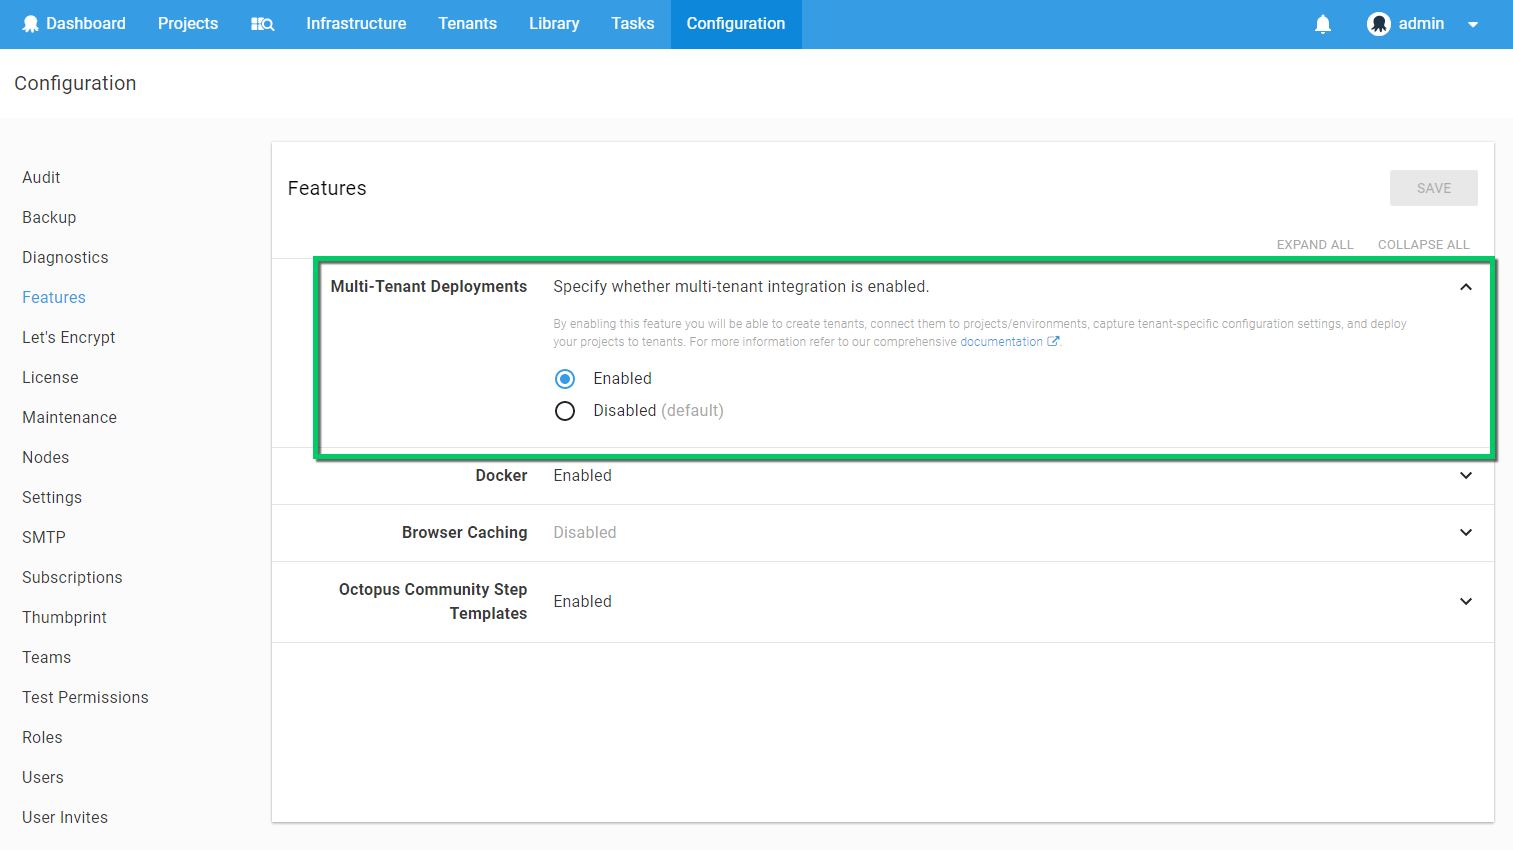 Dashboard Projects Infrastructure Tenants Library Tasks Configuration admin
Configuration
Audit
Backup
Diagnostics
Features
Let's Encrypt
License
Maintenance
Nodes
Settings
SMTP
Subscriptions
Thumbprint
Teams
Test Permissions
Roles
Users
User Invites
Features
SAVE
EXPAND ALL COLLAPSE ALL
Multi-Tenant Deployments Specify whether multi-tenant integration is enabled.
By enabling this feature you will be able to create tenants, connect them to projects/environments, capture tenant-specific configuration settings, and deploy
your projects to tenants. For more information refer to our comprehensive documentation.
Enabled
Disabled (default)
Docker Enabled
Browser Caching Disabled
Octopus Community Step
Templates
Enabled